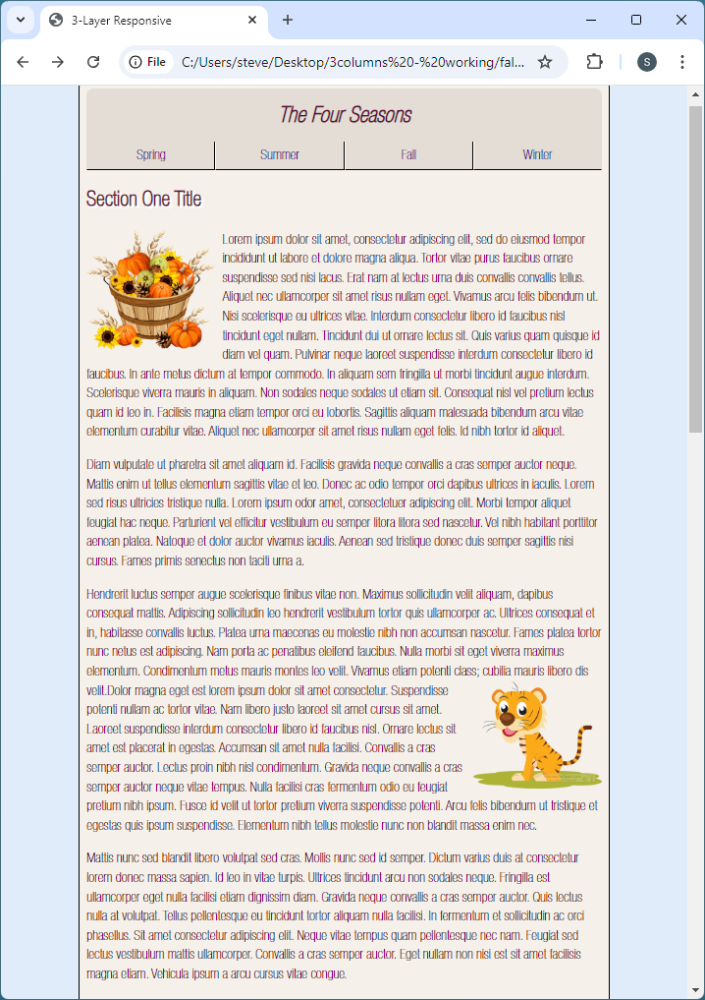 3-Layer Responsive
File C:/Users/steve/Desktop/3columns%20-%20working/fal... S
The Four Seasons
Spring Summer Fall Winter
Section One Title
Lorem ipsum dolor sit amet, consectetur adipiscing elit, sed do eiusmod tempor
incididunt ut labore et dolore magna aliqua. Tortor vitae purus faucibus ornare
suspendisse sed nisi lacus. Erat nam at lectus urna duis convallis convallis tellus.
Aliquet nec ullamcorper sit amet risus nullam eget. Vivamus arcu felis bibendum ut.
Nisi scelerisque eu ultrices vitae. Interdum consectetur libero id faucibus nisl
tincidunt eget nullam. Tincidunt dui ut ornare lectus sit. Quis varius quam quisque id
diam vel quam. Pulvinar neque laoreet suspendisse interdum consectetur libero id
faucibus. In ante metus dictum at tempor commodo. In aliquam sem fringilla ut morbi tincidunt augue interdum.
Scelerisque viverra mauris in aliquam. Non sodales neque sodales ut etiam sit. Consequat nisl vel pretium lectus
quam id leo in. Facilisis magna etiam tempor orci eu lobortis. Sagittis aliquam malesuada bibendum arcu vitae
elementum curabitur vitae. Aliquet nec ullamcorper sit amet risus nullam eget felis. Id nibh tortor id aliquet.
Diam vulputate ut pharetra sit amet aliquam id. Facilisis gravida neque convallis a cras semper auctor neque.
Mattis enim ut tellus elementum sagittis vitae et leo. Donec ac odio tempor orci dapibus ultrices in iaculis. Lorem
sed risus ultricies tristique nulla. Lorem ipsum odor amet, consectetuer adipiscing elit. Morbi tempor aliquet
feugiat hac neque. Parturient vel efficitur vestibulum eu semper litora litora sed nascetur. Vel nibh habitant porttitor
aenean platea. Natoque et dolor auctor vivamus iaculis. Aenean sed tristique donec duis semper sagittis nisi
cursus. Fames primis senectus non taciti urna a.
Hendrerit luctus semper augue scelerisque finibus vitae non. Maximus sollicitudin velit aliquam, dapibus
consequat mattis. Adipiscing sollicitudin leo hendrerit vestibulum tortor quis ullamcorper ac. Ultrices consequat et
in, habitasse convallis luctus. Platea urna maecenas eu molestie nibh non accumsan nascetur. Fames platea tortor
nunc netus est adipiscing. Nam porta ac penatibus eleifend faucibus. Nulla morbi sit eget viverra maximus
elementum. Condimentum metus mauris montes leo velit. Vivamus etiam potenti class; cubilia mauris libero dis
velit.Dolor magna eget est lorem ipsum dolor sit amet consectetur. Suspendisse
potenti nullam ac tortor vitae. Nam libero justo laoreet sit amet cursus sit amet.
Laoreet suspendisse interdum consectetur libero id faucibus nisl. Ornare lectus sit
amet est placerat in egestas. Accumsan sit amet nulla facilisi. Convallis a cras
semper auctor. Lectus proin nibh nisl condimentum. Gravida neque convallis a cras
semper auctor neque vitae tempus. Nulla facilisi cras fermentum odio eu feugiat
pretium nibh ipsum. Fusce id velit ut tortor pretium viverra suspendisse potenti. Arcu felis bibendum ut tristique et
egestas quis ipsum suspendisse. Elementum nibh tellus molestie nunc non blandit massa enim nec.
Mattis nunc sed blandit libero volutpat sed cras. Mollis nunc sed id semper. Dictum varius duis at consectetur
lorem donec massa sapien. Id leo in vitae turpis. Ultrices tincidunt arcu non sodales neque. Fringilla est
ullamcorper eget nulla facilisi etiam dignissim diam. Gravida neque convallis a cras semper auctor. Quis lectus
nulla at volutpat. Tellus pellentesque eu tincidunt tortor aliquam nulla facilisi. In fermentum et sollicitudin ac orci
phasellus. Sit amet consectetur adipiscing elit. Neque vitae tempus quam pellentesque nec nam. Feugiat sed
lectus vestibulum mattis ullamcorper. Convallis a cras semper auctor. Eget nullam non nisi est sit amet facilisis
magna etiam. Vehicula ipsum a arcu cursus vitae congue.